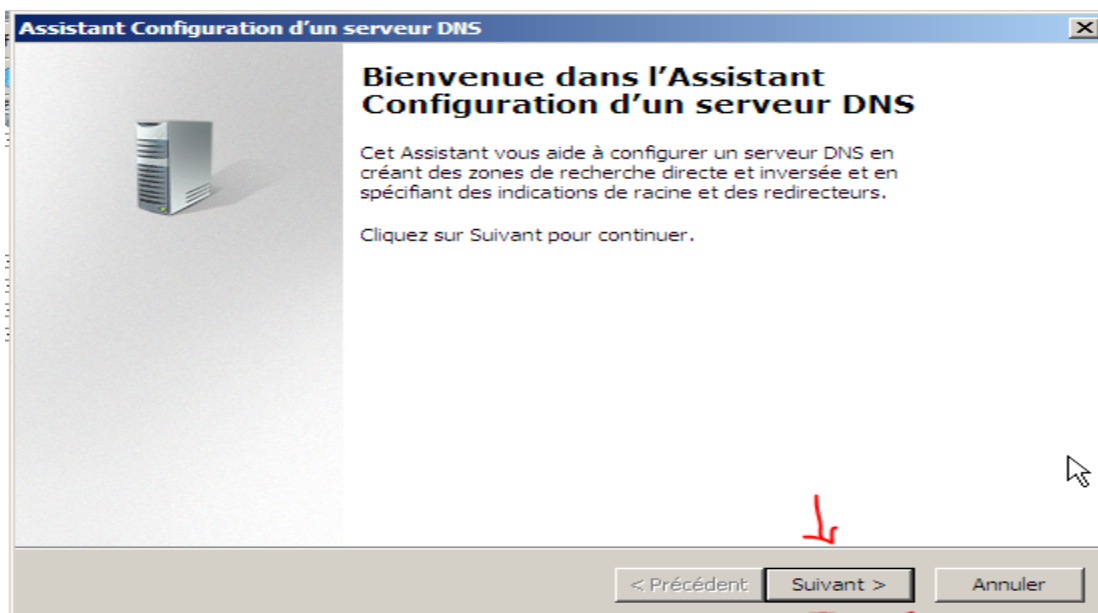 Assistant Configuration d'un serveur DNS
Bienvenue dans l'Assistant
Configuration d'un serveur DNS
Cet Assistant vous aide à configurer un serveur DNS en
créant des zones de recherche directe et inversée et en
spécifiant des indications de racine et des redirecteurs.
Cliquez sur Suivant pour continuer.
< Précédent Suivant > Annuler